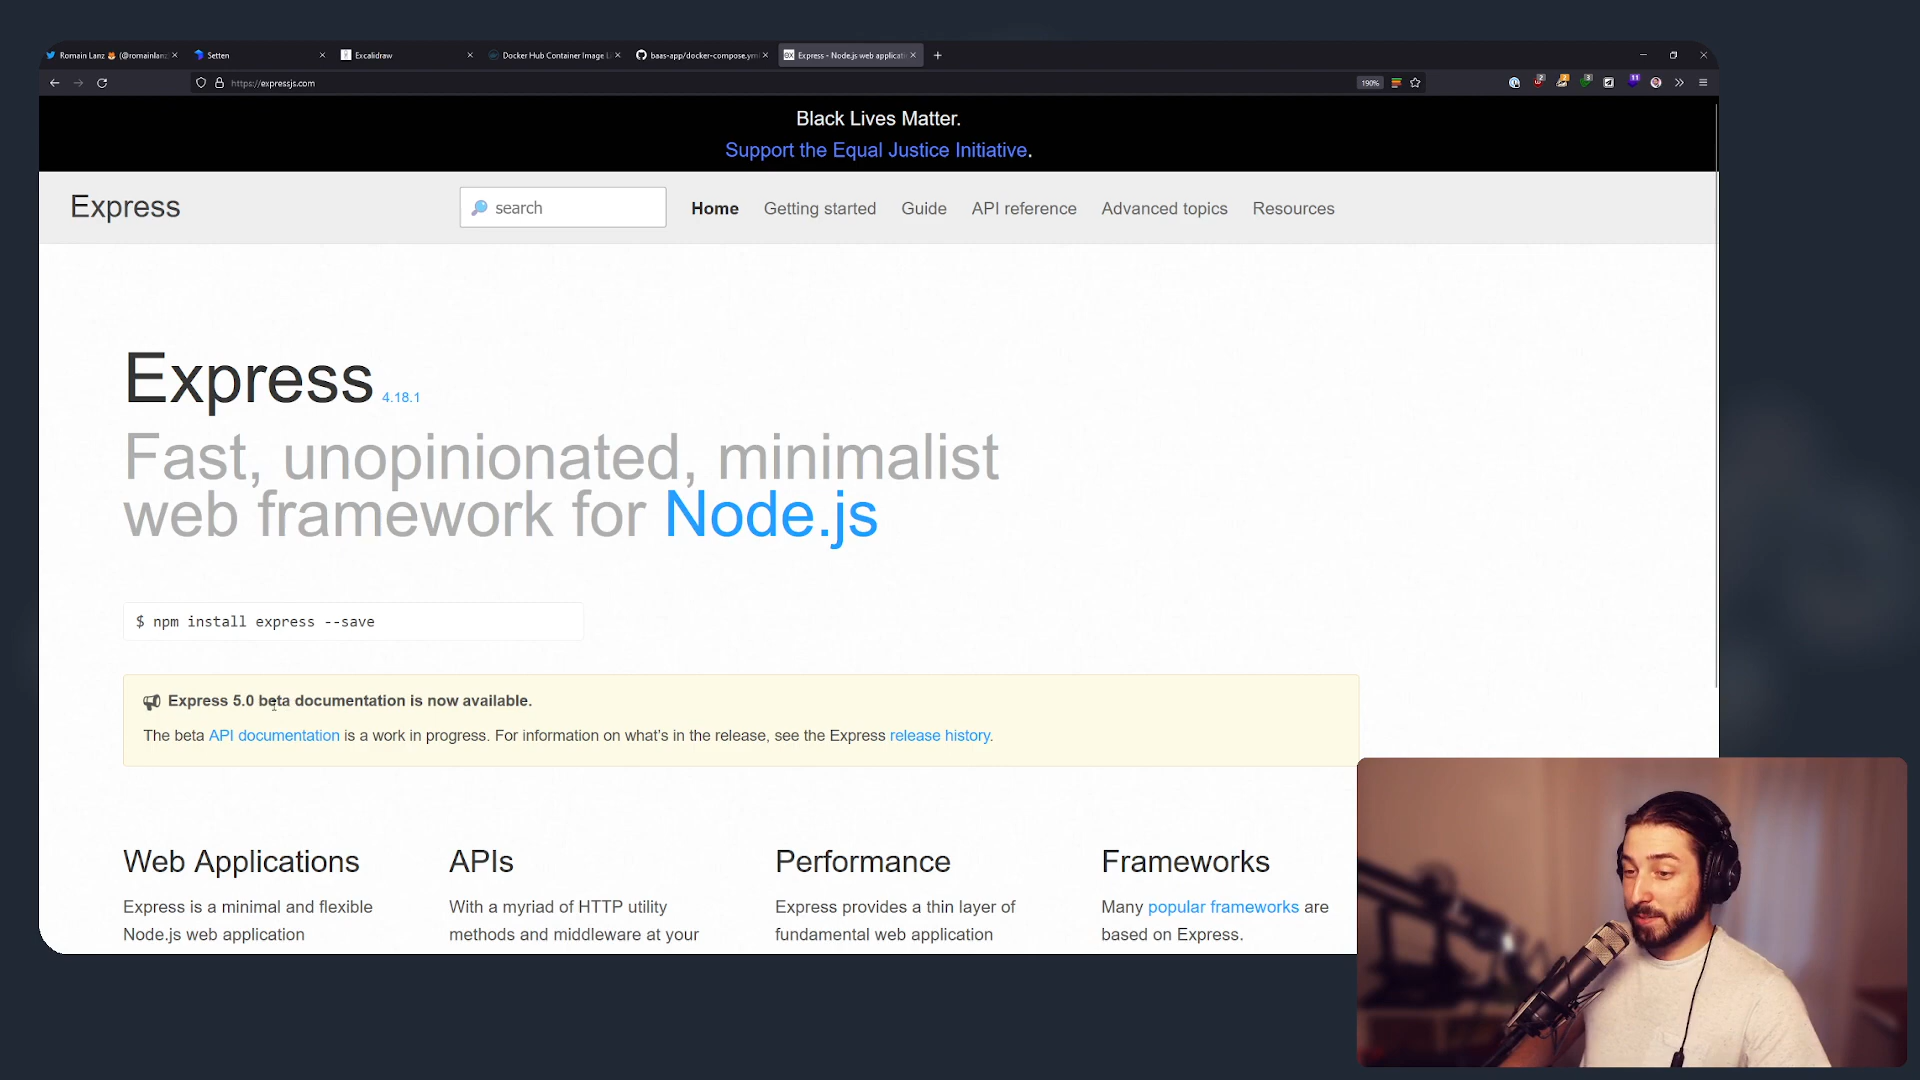 Romain Lanz (@romainlanz
Setten
Excalidraw
Docker Hub Container Image Li
baas-app/docker-compose.yml
Express - Node.js web applicati
https://expressjs.com
190%
Black Lives Matter.
Support the Equal Justice Initiative.
Express
search
Home
Getting started
Guide
API reference
Advanced topics
Resources
Express 4.18.1
Fast, unopinionated, minimalist
web framework for Node.js
$ npm install express --save
Express 5.0 beta documentation is now available.
The beta API documentation is a work in progress. For information on what's in the release, see the Express release history.
Web Applications
Express is a minimal and flexible
Node.js web application
APIs
With a myriad of HTTP utility
methods and middleware at your
Performance
Express provides a thin layer of
fundamental web application
Frameworks
Many popular frameworks are
based on Express.